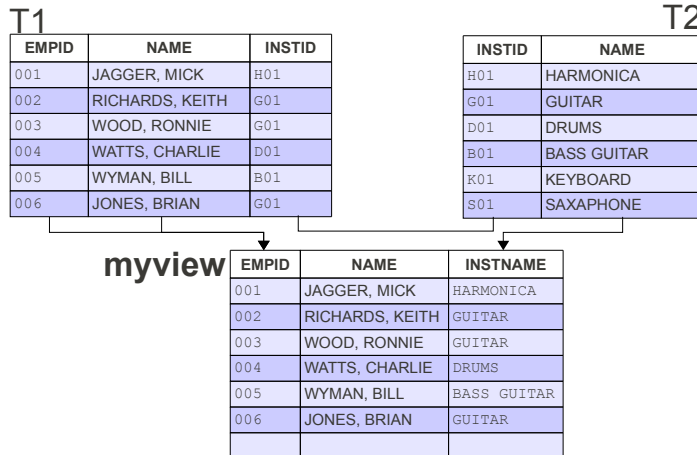 T1
T2
EMPID NAME INSTID
001 JAGGER, MICK H01
002 RICHARDS, KEITH G01
003 WOOD, RONNIE G01
004 WATTS, CHARLIE D01
005 WYMAN, BILL B01
006 JONES, BRIAN G01
INSTID NAME
H01 HARMONICA
G01 GUITAR
D01 DRUMS
B01 BASS GUITAR
K01 KEYBOARD
S01 SAXAPHONE
myview
EMPID NAME INSTNAME
001 JAGGER, MICK HARMONICA
002 RICHARDS, KEITH GUITAR
003 WOOD, RONNIE GUITAR
004 WATTS, CHARLIE DRUMS
005 WYMAN, BILL BASS GUITAR
006 JONES, BRIAN GUITAR